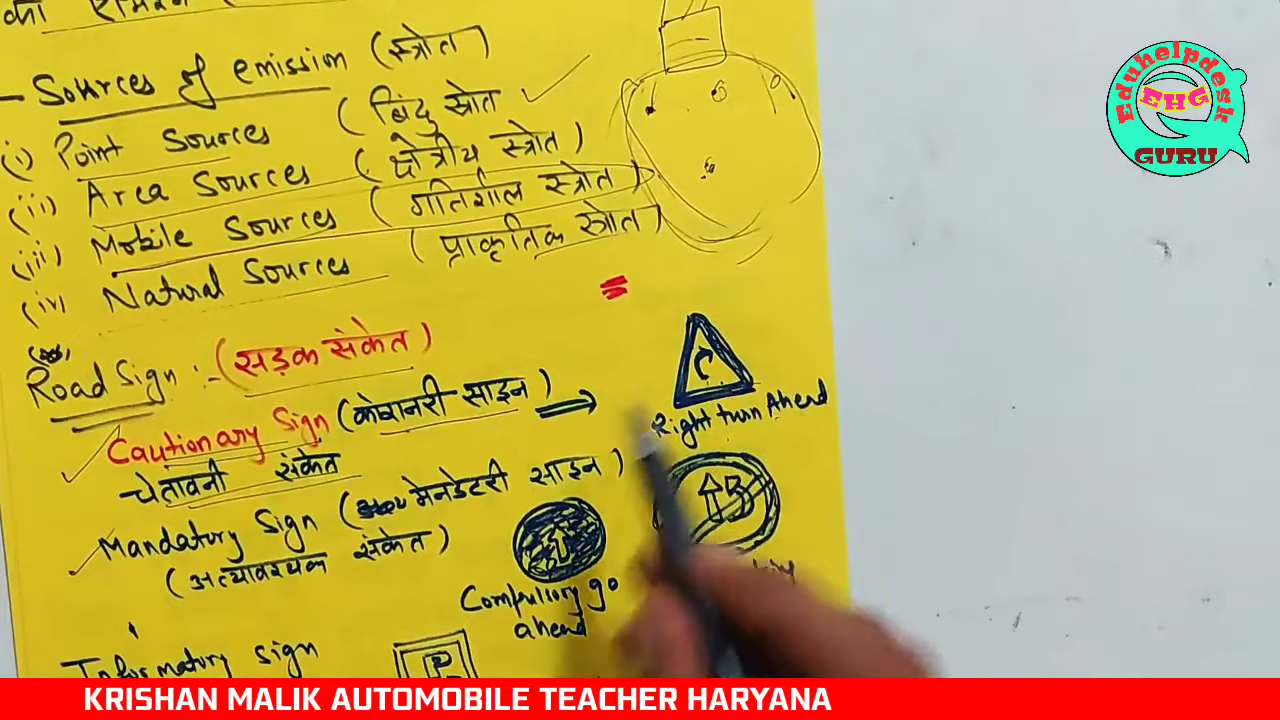 का
- Sources of emission (स्त्रोत)
(i) Point Sources (बिंदु स्रोत
(ii) Area Sources (क्षेत्रीय स्त्रोत)
(iii) Mobile Sources (गतिशील स्त्रोत)
(iv) Natural Sources (प्राकृतिक स्त्रोत)
Road Sign :- (सड़क संकेत)
Cautionary Sign (कोशनरी साइन)
चेतावनी संकेत
Right turn Ahead
Mandatory Sign (मेनडेटरी साइन)
(अत्यावश्यक संकेत)
Compulsory go
ahead
Informatory Sign
P
Eduhelpdesk
EHG
GURU
KRISHAN MALIK AUTOMOBILE TEACHER HARYANA